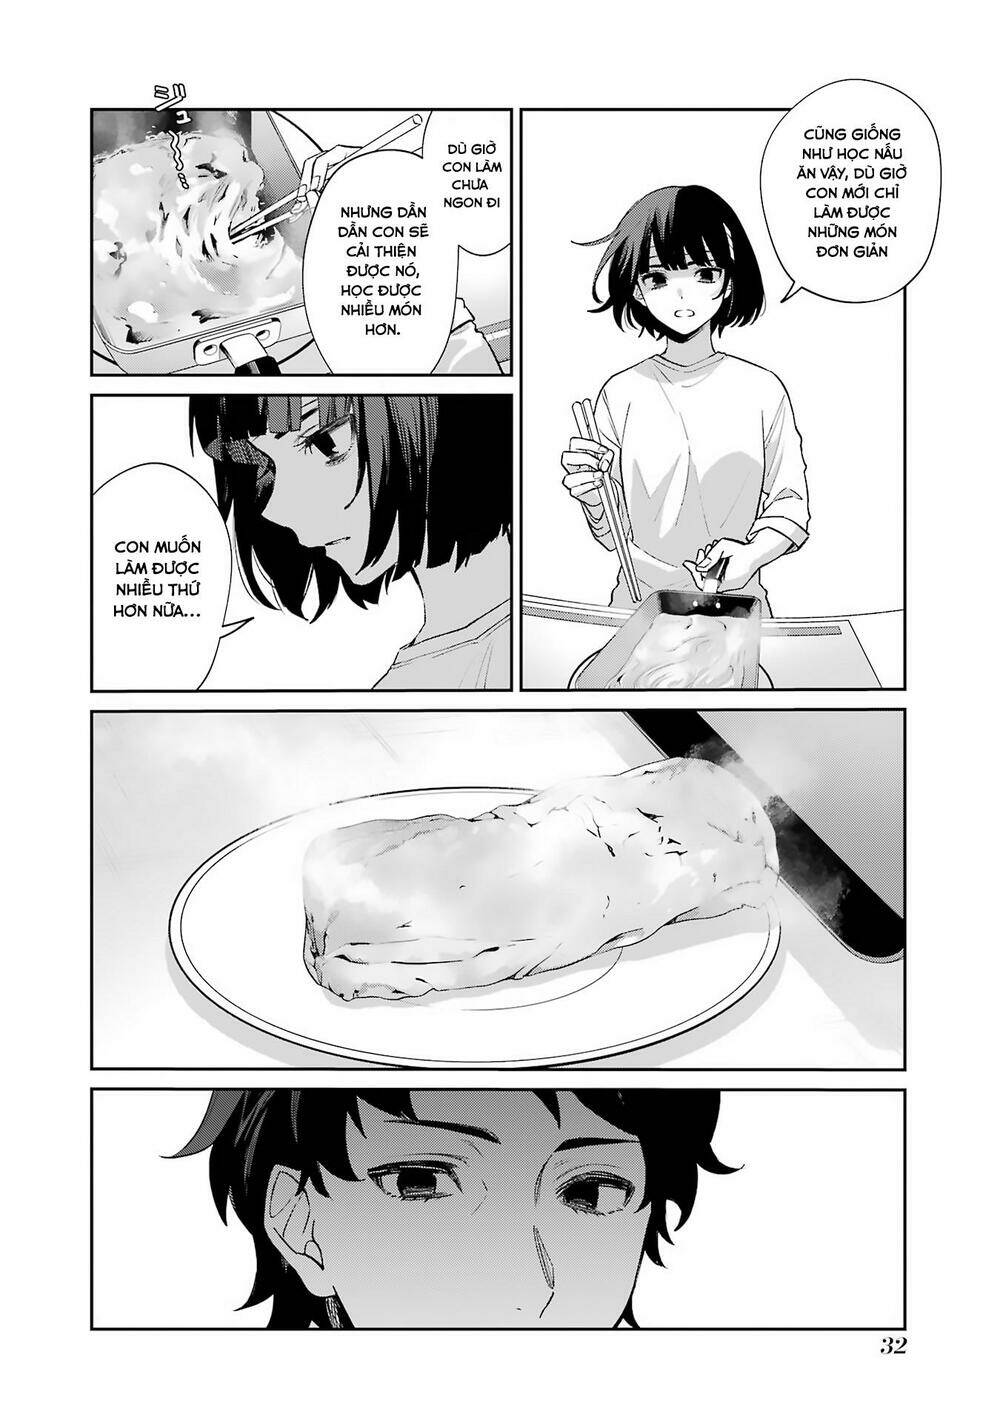 CŨNG GIỐNG
NHƯ HỌC NẤU
ĂN VẬY, DÙ GIỜ
CON MỚI CHỈ
LÀM ĐƯỢC
NHỮNG MÓN
ĐƠN GIẢN
DÙ GIỜ
CON LÀM
CHƯA
NGON ĐI
NHƯNG DẦN
DẦN CON SẼ
CẢI THIỆN
ĐƯỢC NÓ,
HỌC ĐƯỢC
NHIỀU MÓN
HƠN.
ジュ
CON MUỐN
LÀM ĐƯỢC
NHIỀU THỨ
HƠN NỮA...
32